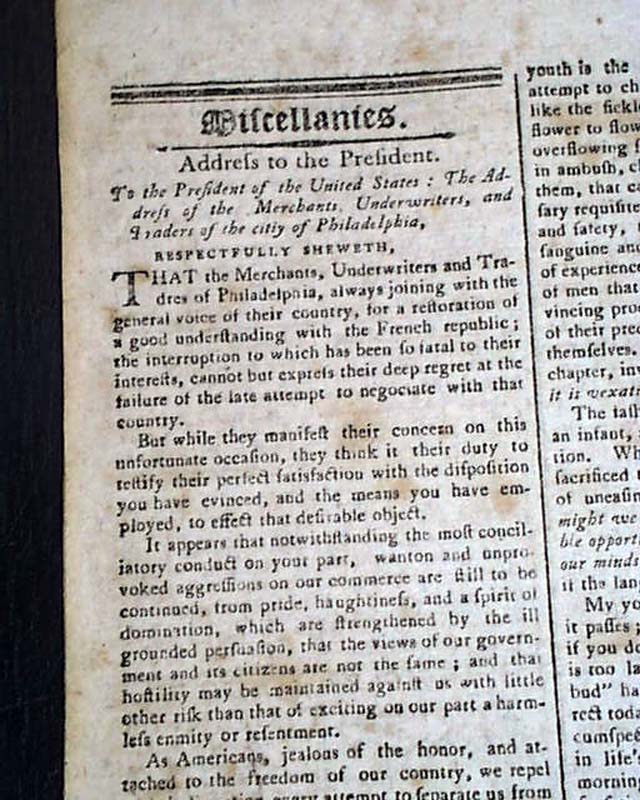 Miscellanies.
Addreſs to the Preſident.
To the Preſident of the United States : The Ad-
dreſs of the Merchants, Underwriters, and
Traders of the citiy of Philadelphia,
RESPECTFULLY SHEWETH,
THAT the Merchants, Underwriters and Tra-
dres of Philadelphia, always joining with the
general voice of their country, for a reſtoration of
a good underſtanding with the French republic ;
the interruption to which has been ſo fatal to their
intereſts, cannot but expreſs their deep regret at the
failure of the late attempt to negociate with that
country.
But while they manifeſt their concern on this
unfortunate occaſion, they think it their duty to
teſtify their perfect ſatisfaction with the diſpoſition
you have evinced, and the means you have em-
ployed, to effect that deſirable object.
It appears that notwithſtanding the moſt concil-
iatory conduct on your part, wanton and unpro-
voked aggreſſions on our commerce are ſtill to be
continued, from pride, haughtineſs, and a ſpirit of
domination, which are ſtrengthened by the ill
grounded perſuaſion, that the views of our govern-
ment and its citizens are not the ſame ; and that
hoſtility may be maintained againſt us with little
other riſk than that of exciting on our part a harm-
leſs enmity or reſentment.
As Americans, jealous of the honor, and at-
tached to the freedom of our country, we repel
every attempt to ſeparate us from
youth is the
attempt to ch
like the fickl
flower to flow
overflowing
in ambuſh, c
them, that c
ſary requiſite
and ſafety,
ſanguine and
of experience
of men that
vincing pro
of their pre
themſelves.
chapter, in
it is vexati
The taſk
an infant,
tion. Wh
ſacrificed
of uneaſin
might we
ble opport
our minds
it the lan
My yo
it paſſes ;
if you d
is too la
bud" ha
rect toda
cumſpe
in life's
morning